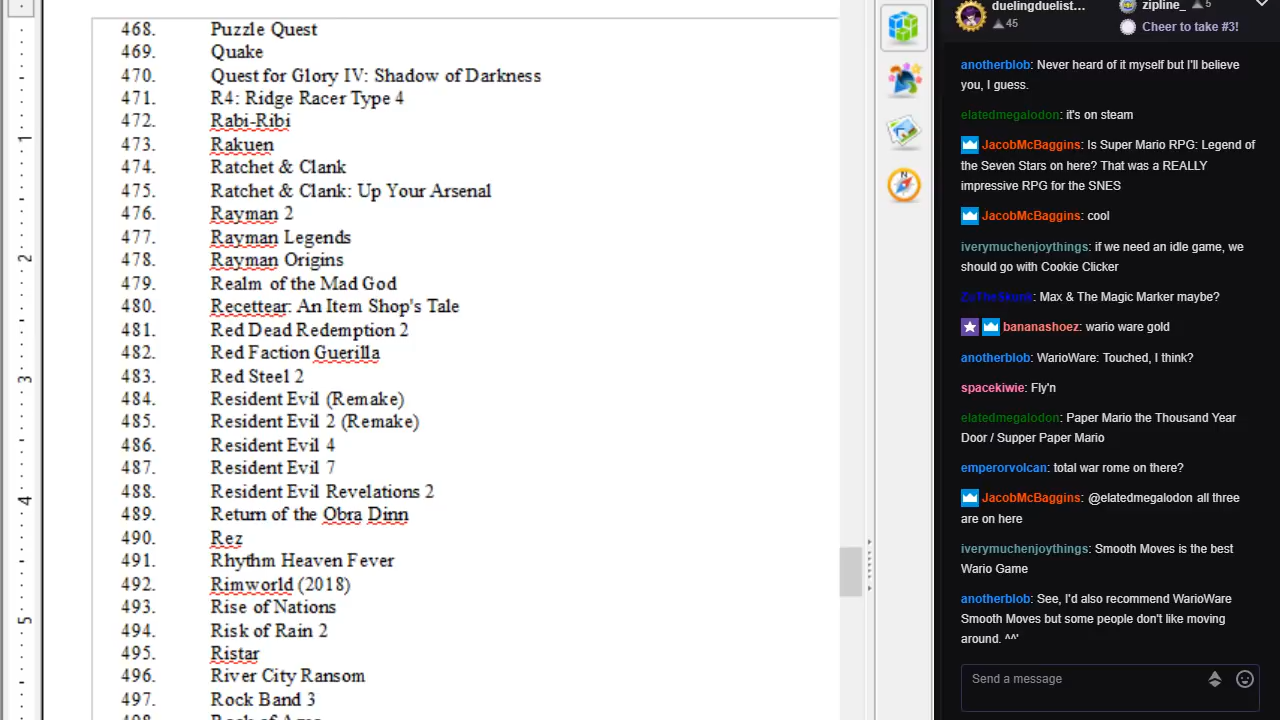 468. Puzzle Quest
469. Quake
470. Quest for Glory IV: Shadow of Darkness
471. R4: Ridge Racer Type 4
472. Rabi-Ribi
473. Rakuen
474. Ratchet & Clank
475. Ratchet & Clank: Up Your Arsenal
476. Rayman 2
477. Rayman Legends
478. Rayman Origins
479. Realm of the Mad God
480. Recettear: An Item Shop's Tale
481. Red Dead Redemption 2
482. Red Faction Guerilla
483. Red Steel 2
484. Resident Evil (Remake)
485. Resident Evil 2 (Remake)
486. Resident Evil 4
487. Resident Evil 7
488. Resident Evil Revelations 2
489. Return of the Obra Dinn
490. Rez
491. Rhythm Heaven Fever
492. Rimworld (2018)
493. Rise of Nations
494. Risk of Rain 2
495. Ristar
496. River City Ransom
497. Rock Band 3
1
2
3
4
5
N
duelingduelist...
45
zipline_ 5
Cheer to take #3!
anotherblob: Never heard of it myself but I'll believe
you, I guess.
elatedmegalodon: it's on steam
JacobMcBaggins: Is Super Mario RPG: Legend of
the Seven Stars on here? That was a REALLY
impressive RPG for the SNES
JacobMcBaggins: cool
iverymuchenjoythings: if we need an idle game, we
should go with Cookie Clicker
ZoTheSkunk: Max & The Magic Marker maybe?
bananashoez: wario ware gold
anotherblob: WarioWare: Touched, I think?
spacekiwie: Fly'n
elatedmegalodon: Paper Mario the Thousand Year
Door / Supper Paper Mario
emperorvolcan: total war rome on there?
JacobMcBaggins: @elatedmegalodon all three
are on here
iverymuchenjoythings: Smooth Moves is the best
Wario Game
anotherblob: See, I'd also recommend WarioWare
Smooth Moves but some people don't like moving
around. ^^'
Send a message